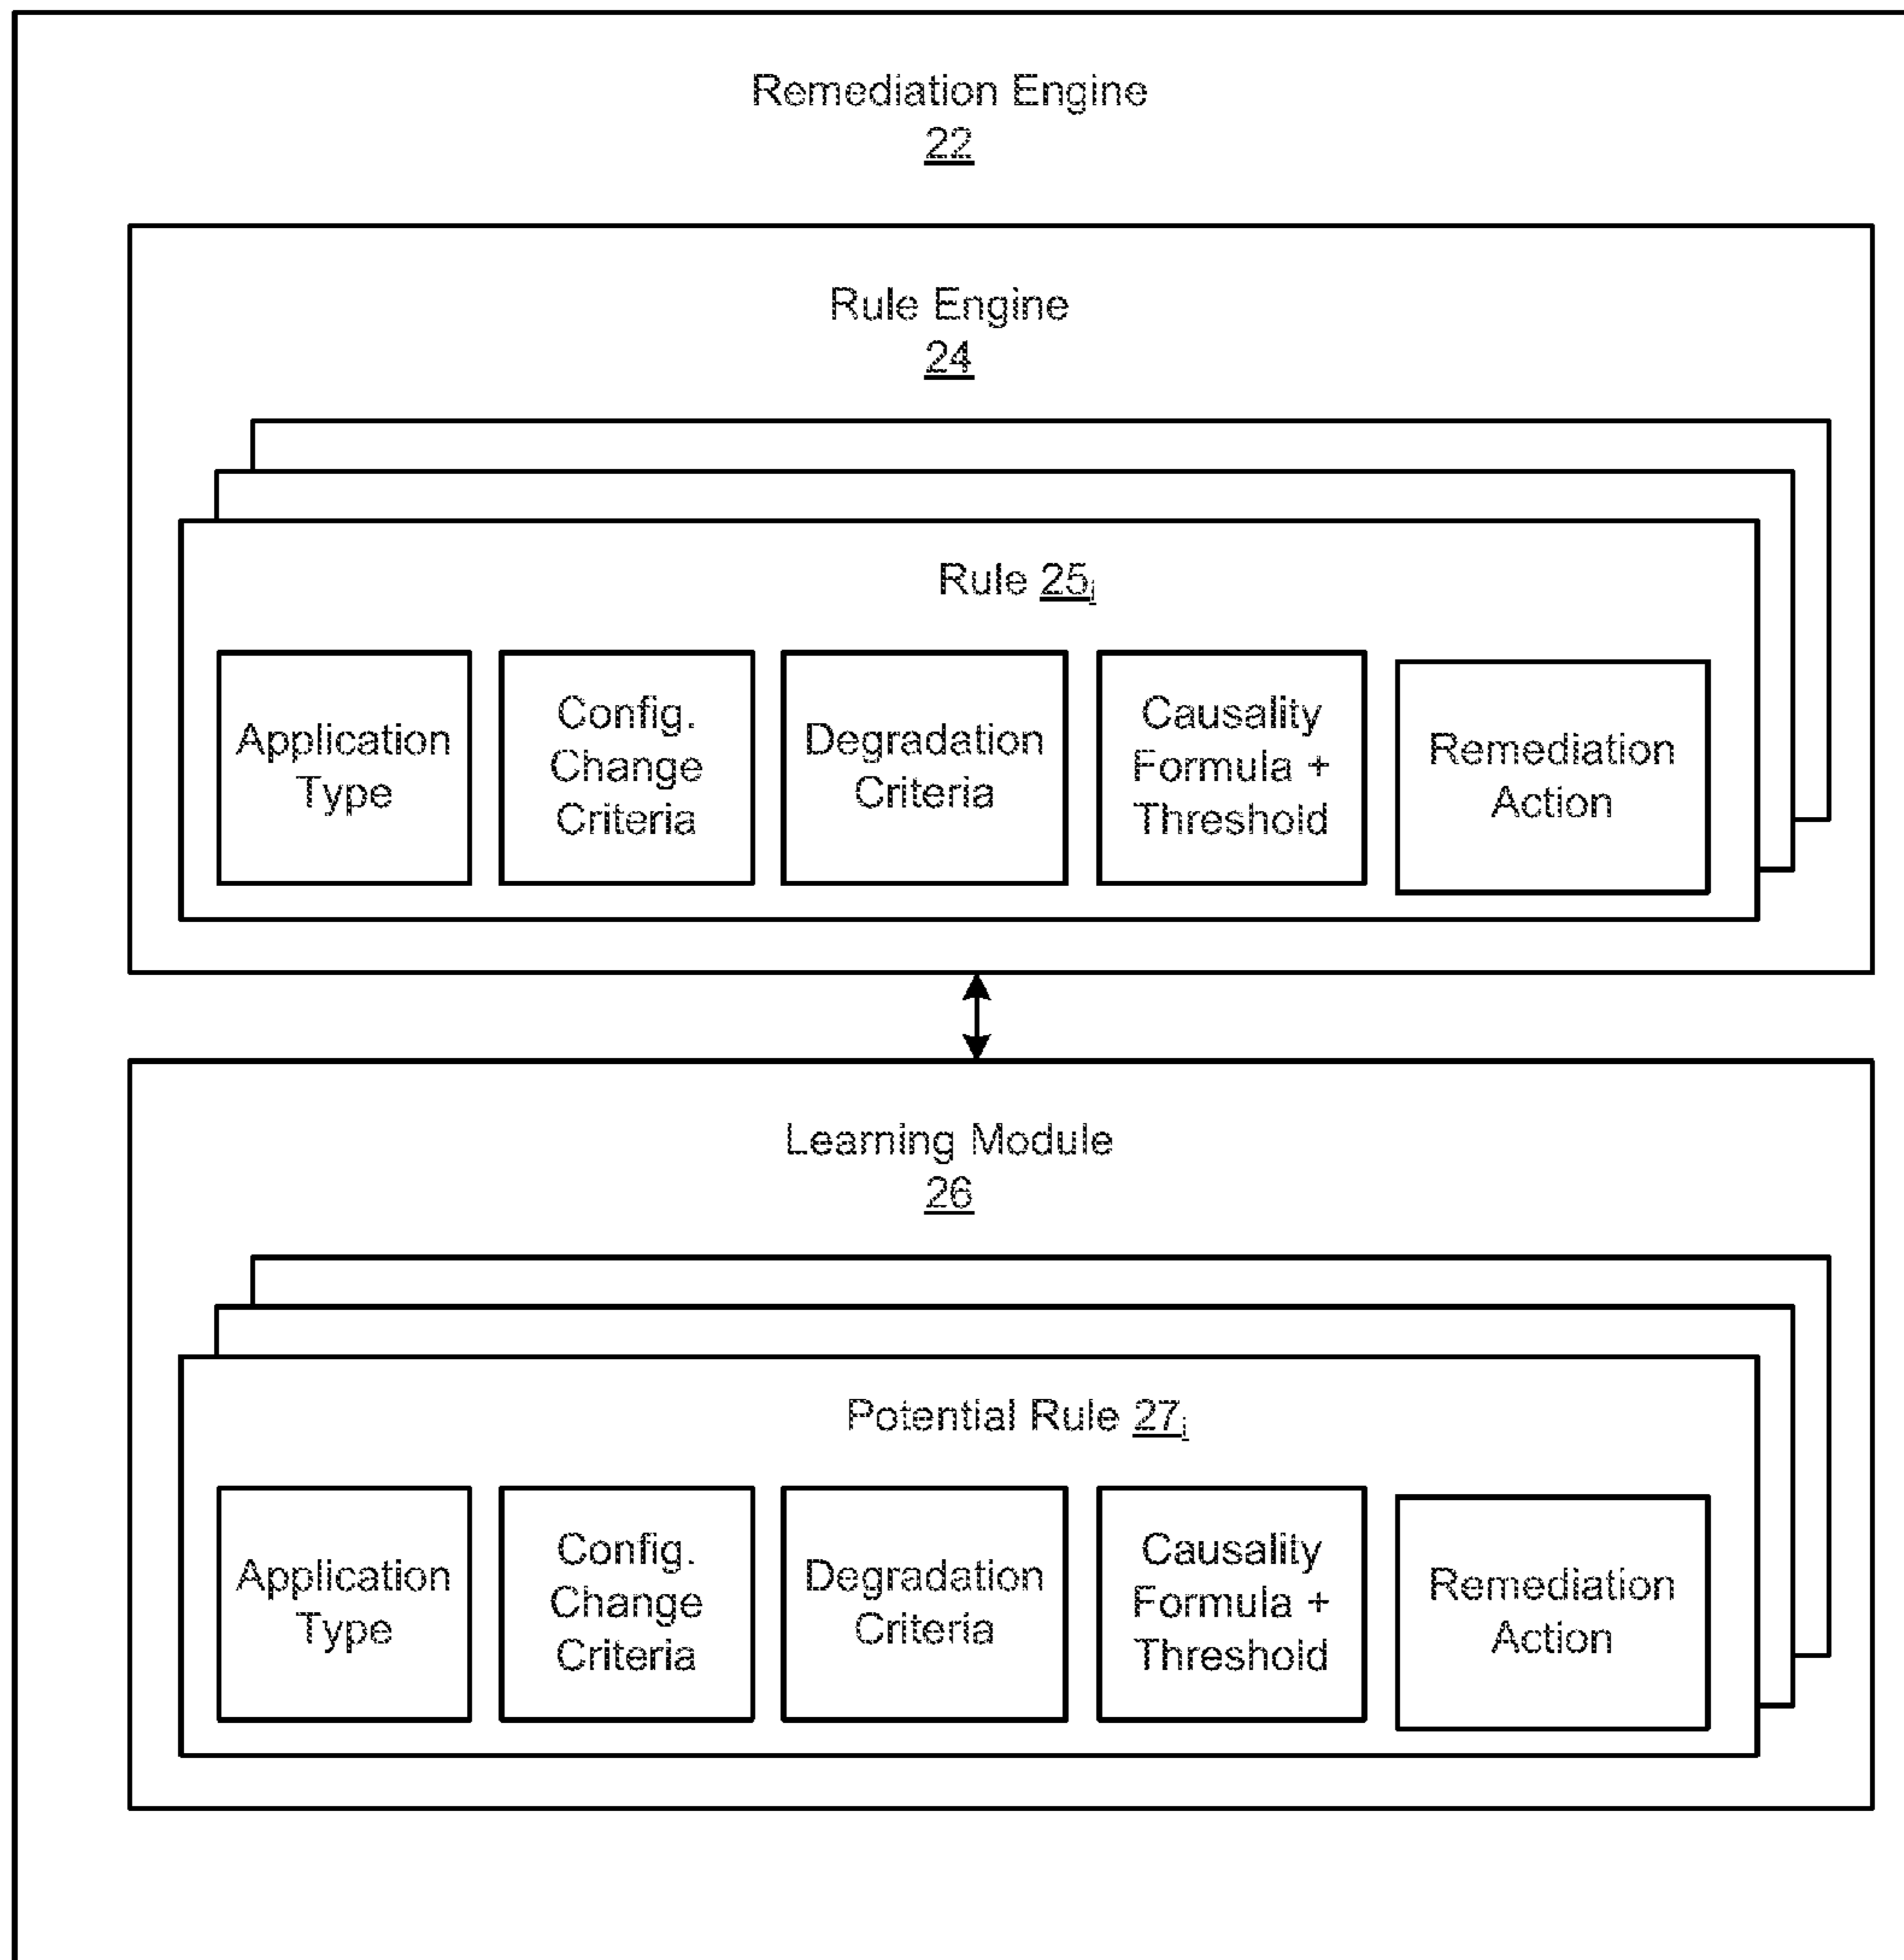 Remediation Engine
22
Rule Engine
24
Rule 25i
Application
Type
Config.
Change
Criteria
Degradation
Criteria
Causality
Formula +
Threshold
Remediation
Action
Learning Module
26
Potential Rule 27i
Application
Type
Config.
Change
Criteria
Degradation
Criteria
Causality
Formula +
Threshold
Remediation
Action